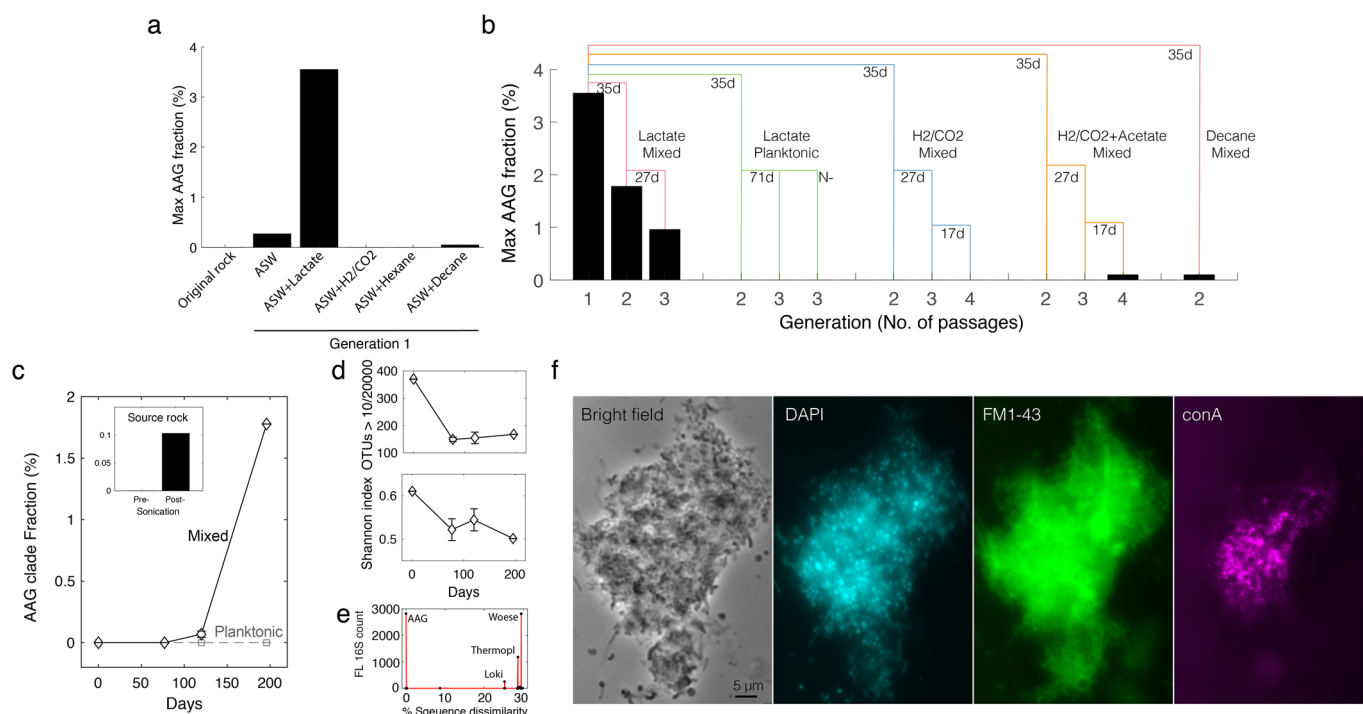 a
4
3
2
1
0
Max AAG fraction (%)
Original rock
ASW
ASW+Lactate
ASW+H2/CO2
ASW+Hexane
ASW+Decane
Generation 1
b
4
3
2
1
0
Max AAG fraction (%)
35d
35d
35d
35d
35d
Lactate
Mixed
Lactate
Planktonic
H2/CO2
Mixed
H2/CO2+Acetate
Mixed
Decane
Mixed
27d
71d
N-
27d
17d
27d
17d
1 2 3 2 3 3 2 3 4 2 3 4 2
Generation (No. of passages)
c
2
1.5
1
0.5
0
AAG clade Fraction (%)
Source rock
0.1
0.05
0
Pre- Post-
Sonication
Mixed
Planktonic
0 50 100 150 200
Days
d
400
300
200
100
OTUs > 10/20000
0.6
0.5
Shannon index
0 100 200
Days
e
3000
2000
1000
0
FL 16S count
AAG
Woese
Thermopl
Loki
0 10 20 30
% Sqeuence dissimilarity
f
Bright field
DAPI
FM1-43
conA
5 µm